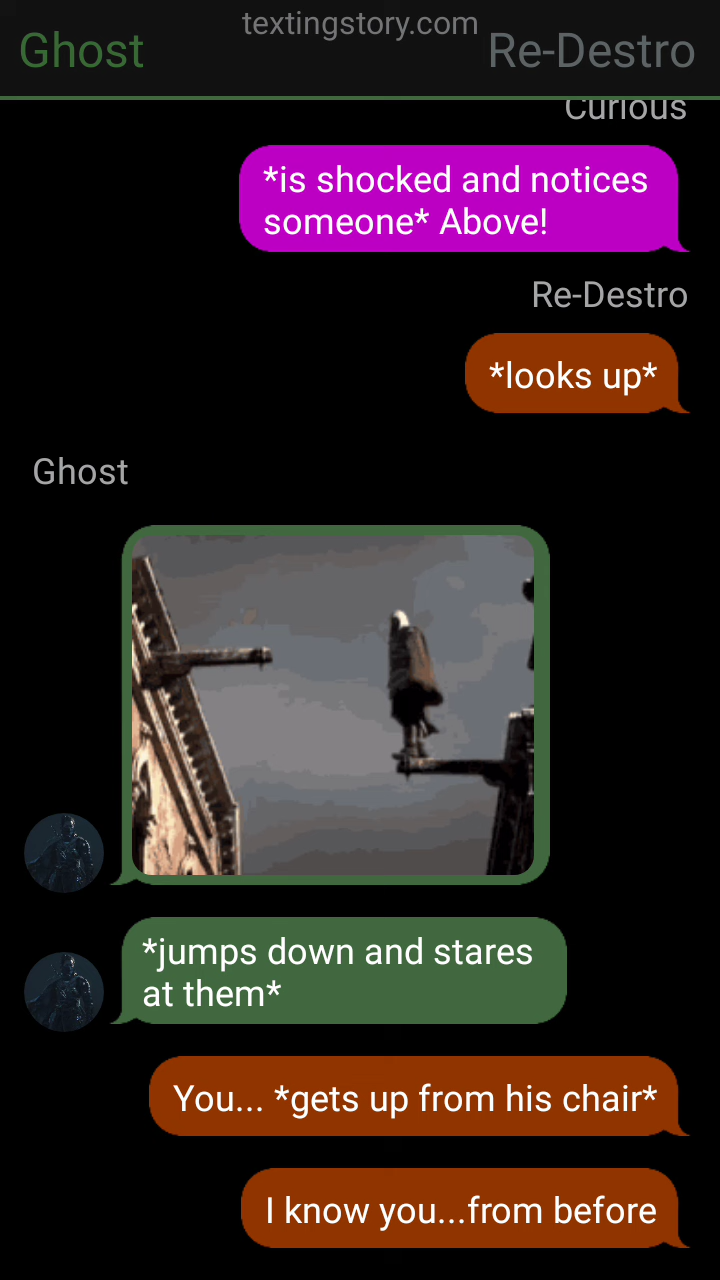 textingstory.com
Ghost
Re-Destro
Curious
*is shocked and notices
someone* Above!
Re-Destro
*looks up*
Ghost
*jumps down and stares
at them*
You... *gets up from his chair*
I know you...from before